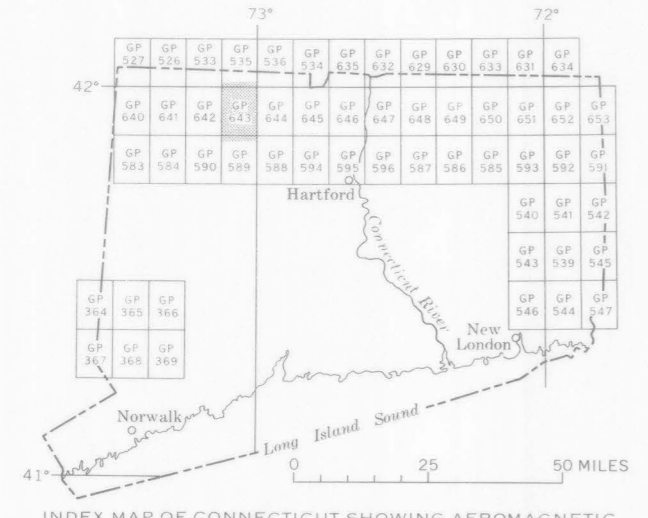 73° 72°
GP 527 GP 526 GP 533 GP 535 GP 536 GP 534 GP 635 GP 632 GP 629 GP 630 GP 633 GP 631 GP 634
42°
GP 640 GP 641 GP 642 GP 643 GP 644 GP 645 GP 646 GP 647 GP 648 GP 649 GP 650 GP 651 GP 652 GP 653
GP 583 GP 584 GP 590 GP 589 GP 588 GP 594 GP 595 GP 596 GP 587 GP 586 GP 585 GP 593 GP 592 GP 591
Hartford
GP 540 GP 541 GP 542
Connecticut River
GP 543 GP 539 GP 545
GP 364 GP 365 GP 366
GP 546 GP 544 GP 547
New
London
GP 367 GP 368 GP 369
Norwalk
Long Island Sound
41°
0 25 50 MILES
INDEX MAP OF CONNECTICUT SHOWING AEROMAGNETIC